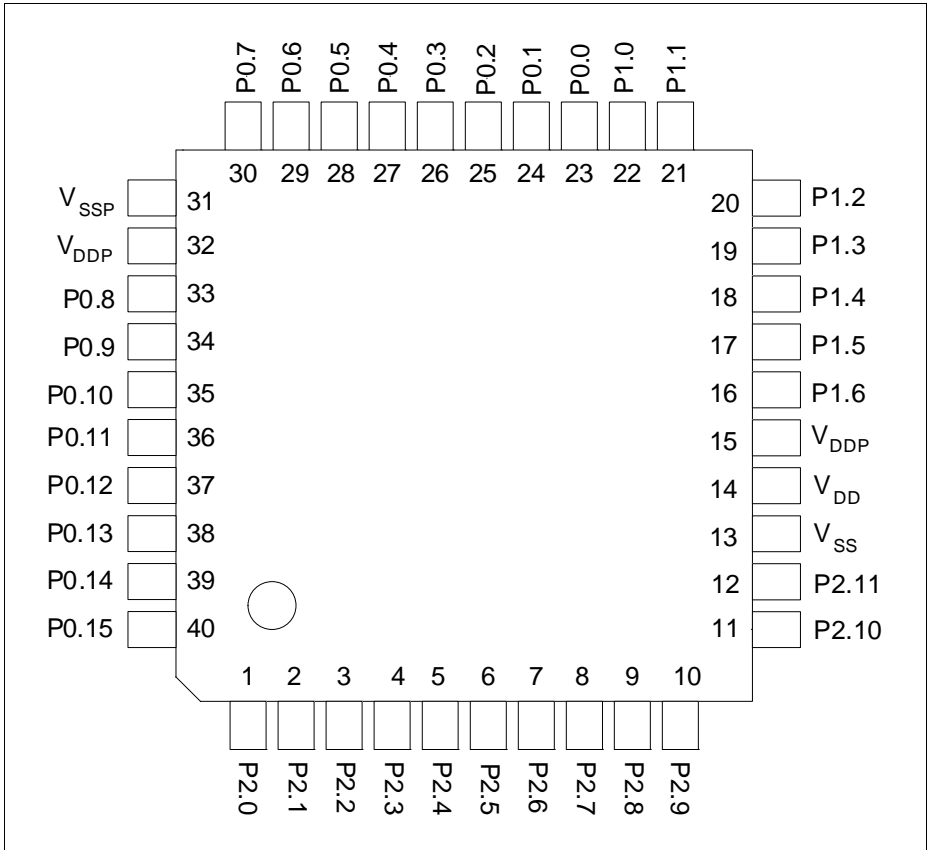 P0.7 P0.6 P0.5 P0.4 P0.3 P0.2 P0.1 P0.0 P1.0 P1.1
30 29 28 27 26 25 24 23 22 21
VSSP 31 20 P1.2
VDDP 32 19 P1.3
P0.8 33 18 P1.4
P0.9 34 17 P1.5
P0.10 35 16 P1.6
P0.11 36 15 VDDP
P0.12 37 14 VDD
P0.13 38 13 VSS
P0.14 39 12 P2.11
P0.15 40 11 P2.10
1 2 3 4 5 6 7 8 9 10
P2.0 P2.1 P2.2 P2.3 P2.4 P2.5 P2.6 P2.7 P2.8 P2.9